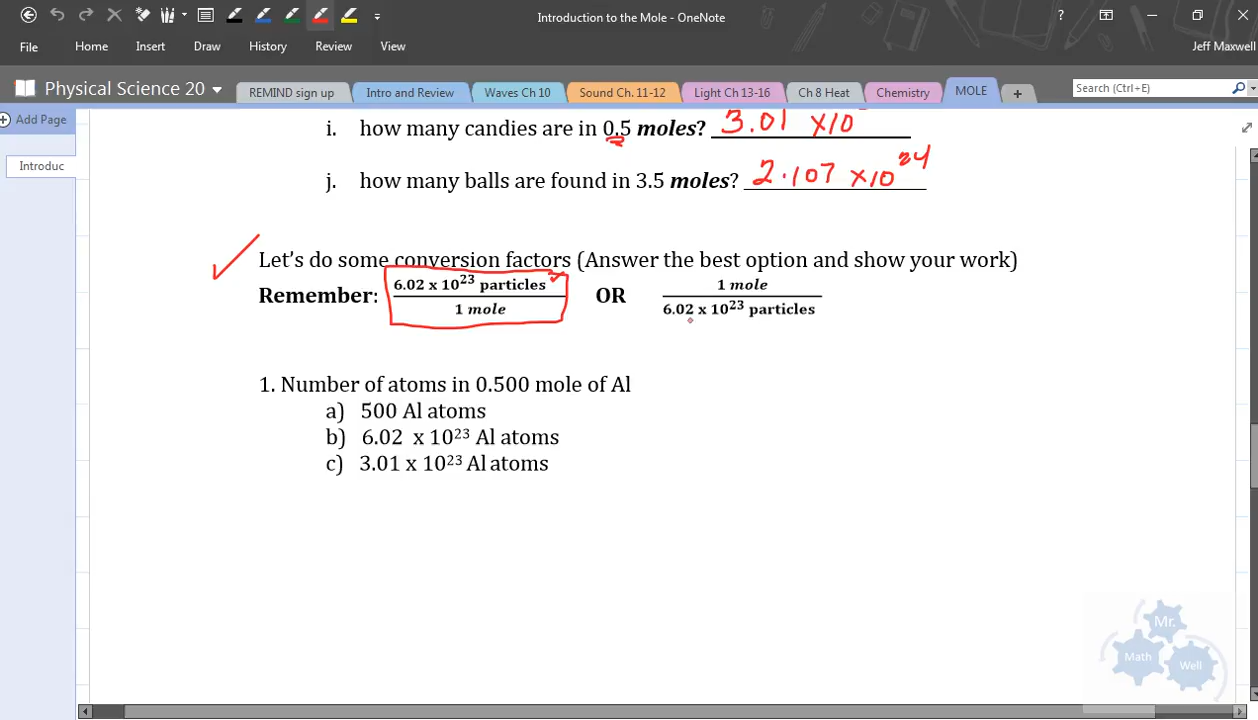 Introduction to the Mole - OneNote
?
Jeff Maxwell
File Home Insert Draw History Review View
Physical Science 20
REMIND sign up Intro and Review Waves Ch 10 Sound Ch. 11-12 Light Ch 13-16 Ch 8 Heat Chemistry MOLE +
Search (Ctrl+E)
Add Page
Introduc
i. how many candies are in 0.5 moles? 3.01 x10
j. how many balls are found in 3.5 moles? 2.107 x10²⁴
Let's do some conversion factors (Answer the best option and show your work)
Remember: 6.02 x 10²³ particles / 1 mole OR 1 mole / 6.02 x 10²³ particles
1. Number of atoms in 0.500 mole of Al
a) 500 Al atoms
b) 6.02 x 10²³ Al atoms
c) 3.01 x 10²³ Al atoms
Mr.
Math
Well